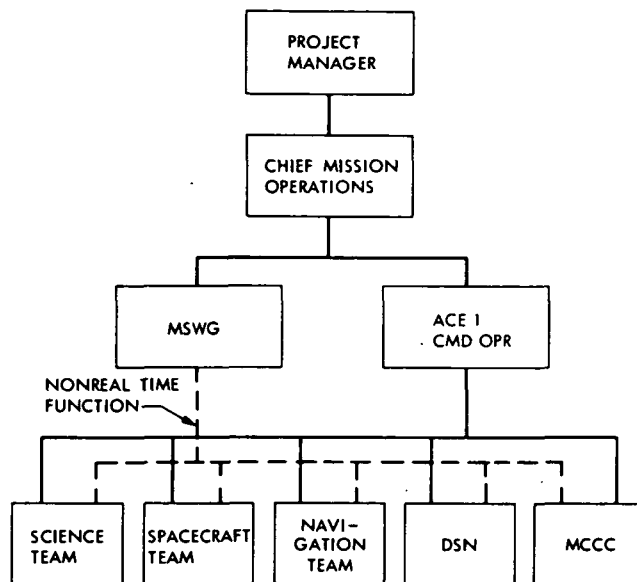 PROJECT
MANAGER
CHIEF MISSION
OPERATIONS
MSWG
ACE 1
CMD OPR
NONREAL TIME
FUNCTION
SCIENCE
TEAM
SPACECRAFT
TEAM
NAVI-
GATION
TEAM
DSN
MCCC